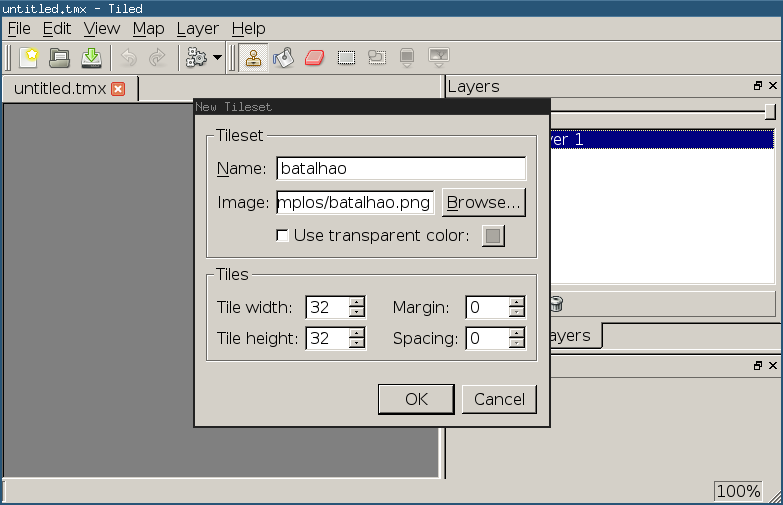 untitled.tmx - Tiled
File Edit View Map Layer Help
untitled.tmx
Layers
New Tileset
Tileset
yer 1
Name: batalhao
Image: mplos/batalhao.png Browse...
Use transparent color:
Tiles
Tile width: 32 Margin: 0
Tile height: 32 Spacing: 0
ayers
OK Cancel
100%